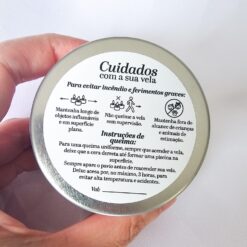 Cuidados
com a sua vela
Para evitar incêndio e ferimentos graves:
Mantenha longe de
objetos inflamáveis
e em superfície
plana.
Não queime a vela
sem supervisão.
Mantenha fora de
alcance de crianças
e animais de
estimação.
Instruções de
queima:
Para uma queima uniforme, sempre que acender a vela,
deixe que a cera derreta até formar uma piscina na
superfície.
Sempre apare o pavio antes de reacender sua vela.
Deixe acesa por, no máximo, 3 horas, para
evitar alta temperatura e acidentes.
Val: